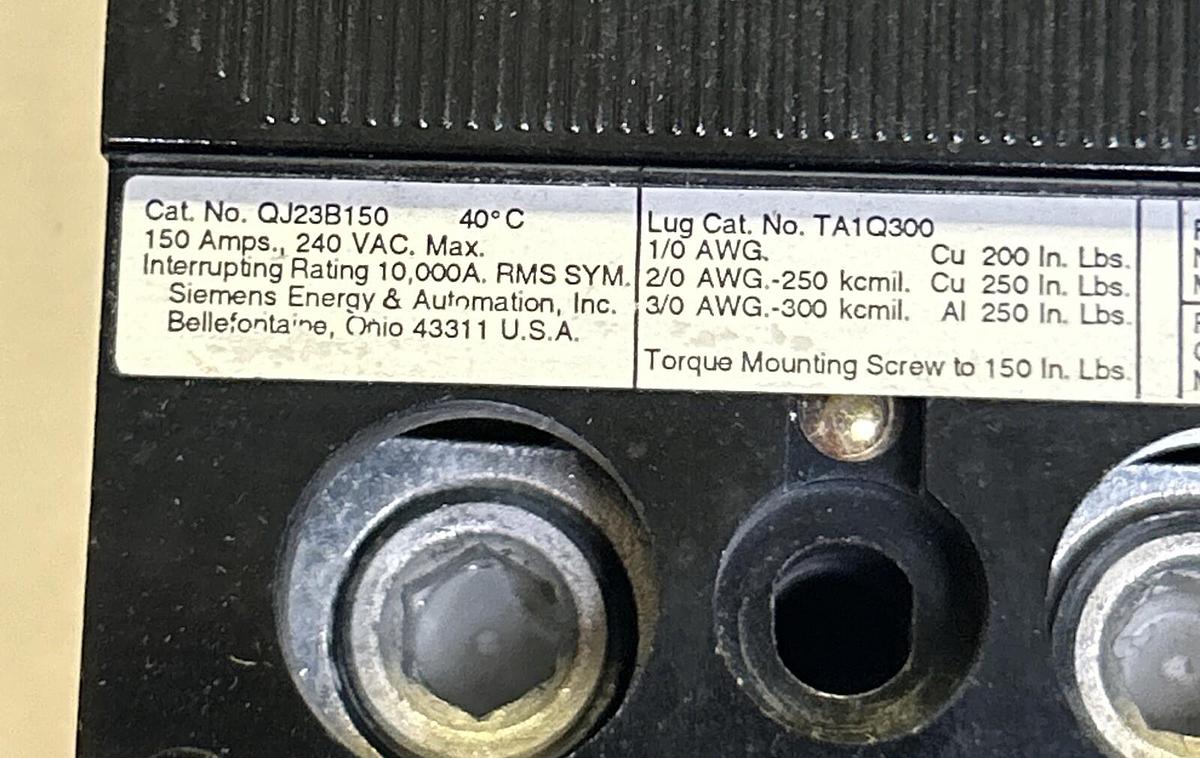 Cat. No. QJ23B150 40°C
150 Amps., 240 VAC. Max.
Interrupting Rating 10,000A. RMS SYM.
Siemens Energy & Automation, Inc.
Bellefontaine, Ohio 43311 U.S.A.
Lug Cat. No. TA1Q300
1/0 AWG. Cu 200 In. Lbs.
2/0 AWG.-250 kcmil. Cu 250 In. Lbs.
3/0 AWG.-300 kcmil. Al 250 In. Lbs.
Torque Mounting Screw to 150 In. Lbs.